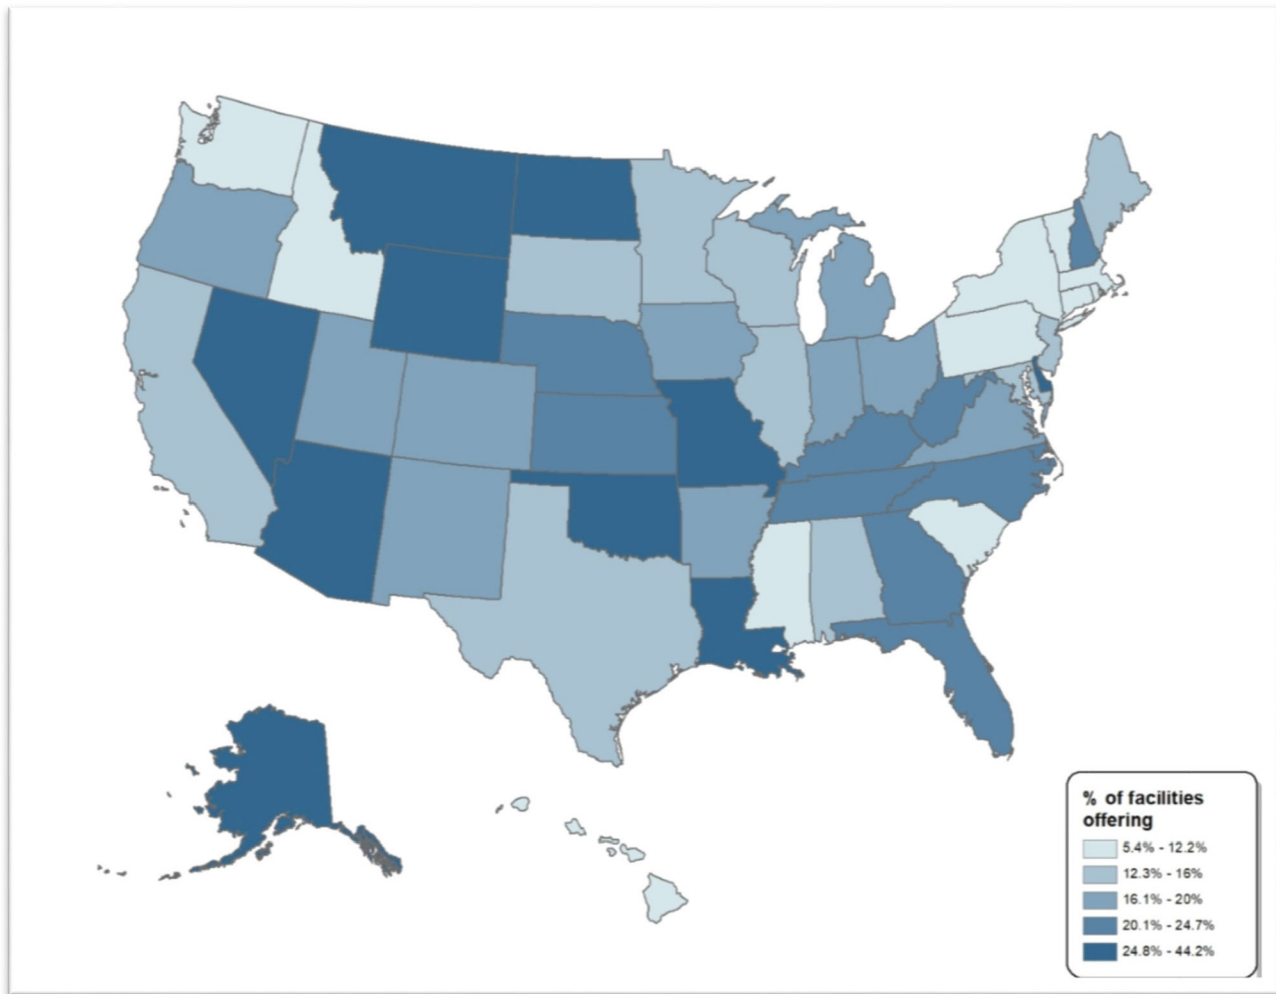 % of facilities
offering
5.4% - 12.2%
12.3% - 16%
16.1% - 20%
20.1% - 24.7%
24.8% - 44.2%